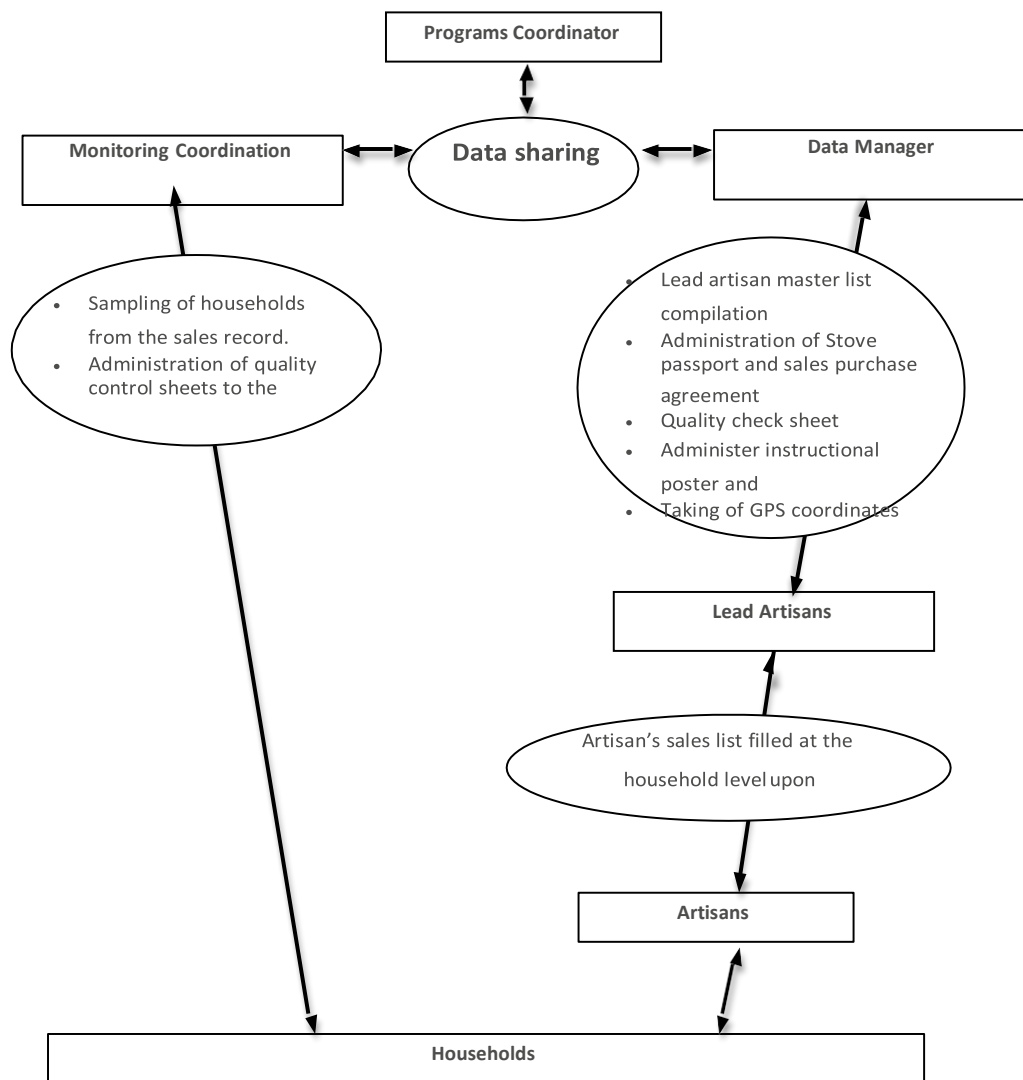 Programs Coordinator
Monitoring Coordination
Data sharing
Data Manager
• Sampling of households
from the sales record.
• Administration of quality
control sheets to the
• Lead artisan master list
compilation
• Administration of Stove
passport and sales purchase
agreement
• Quality check sheet
• Administer instructional
poster and
• Taking of GPS coordinates
Lead Artisans
Artisan’s sales list filled at the
household level upon
Artisans
Households